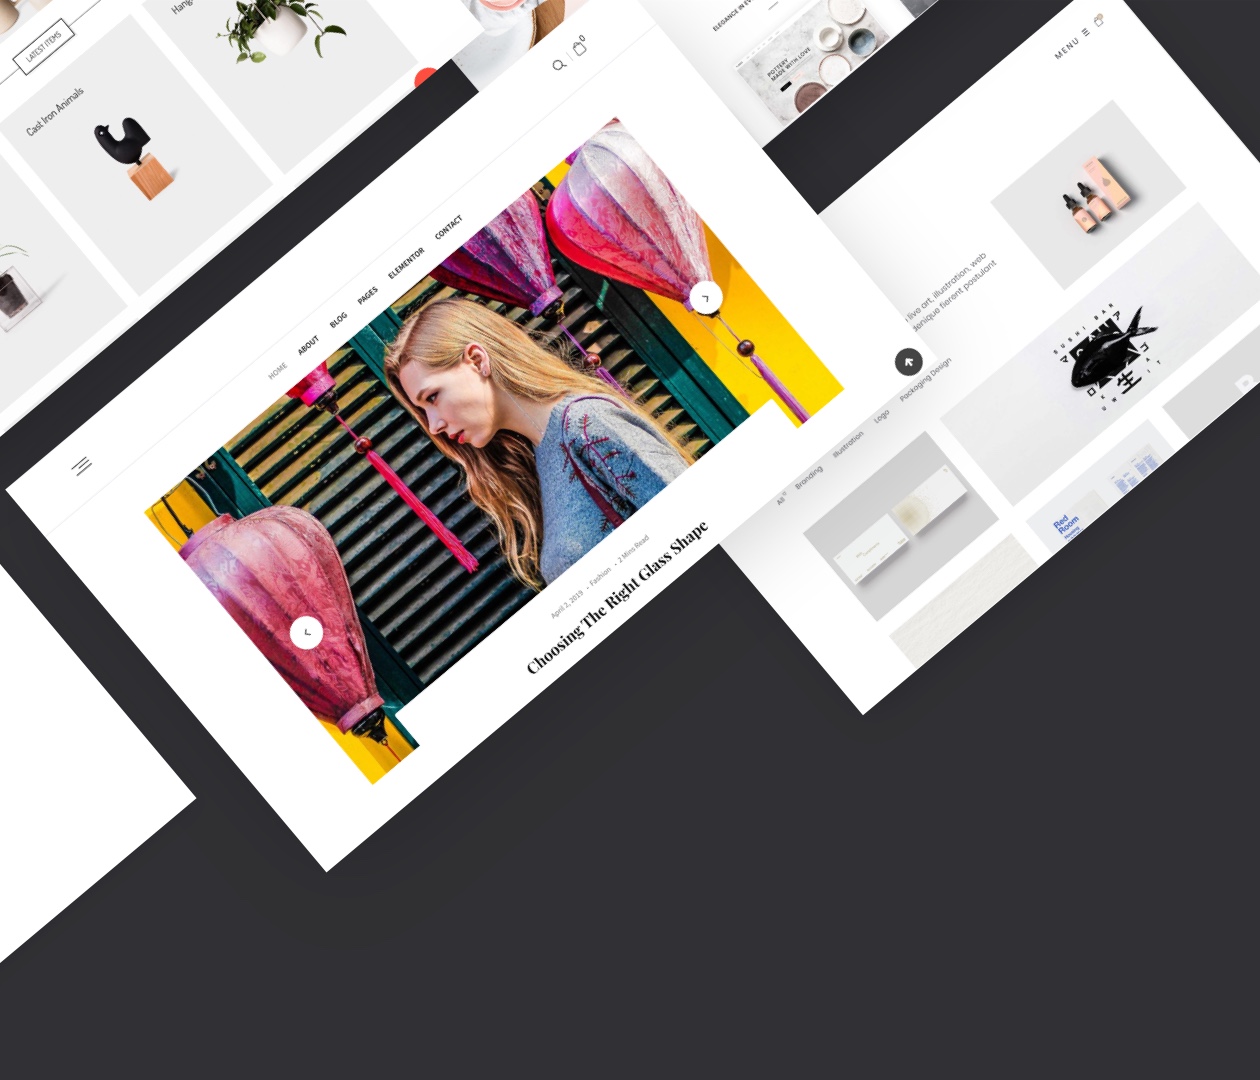 LATEST ITEMS
Cast Iron Animals
ELEGANCE IN
POTTERY
MADE WITH LOVE
0
HOME
ABOUT
BLOG
PAGES
ELEMENTOR
CONTACT
April 2, 2019 • Fashion • 2 Mins Read
Choosing The Right Glass Shape
MENU
live art, illustration, web
denique fierent postulant
All
Branding
Illustration
Logo
Packaging Design
SUSHI BAR
生
Red
Room